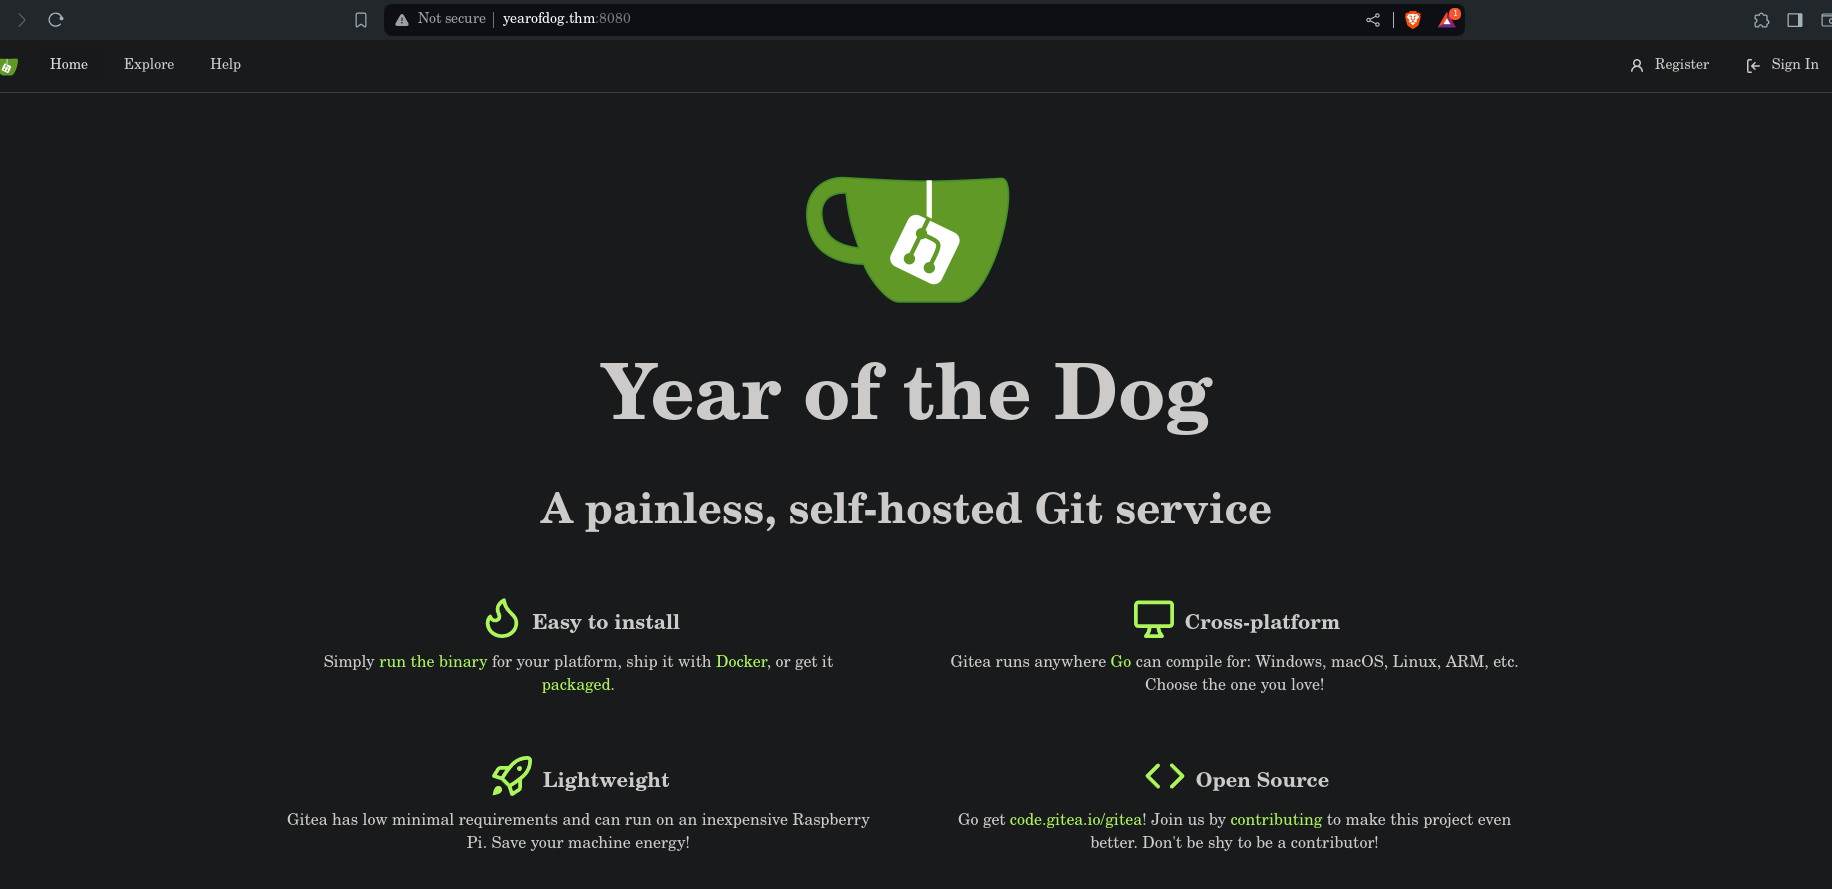 Not secure yearofdog.thm:8080
1
Home Explore Help Register Sign In
Year of the Dog
A painless, self-hosted Git service
Easy to install
Simply run the binary for your platform, ship it with Docker, or get it
packaged.
Cross-platform
Gitea runs anywhere Go can compile for: Windows, macOS, Linux, ARM, etc.
Choose the one you love!
Lightweight
Gitea has low minimal requirements and can run on an inexpensive Raspberry
Pi. Save your machine energy!
Open Source
Go get code.gitea.io/gitea! Join us by contributing to make this project even
better. Don't be shy to be a contributor!